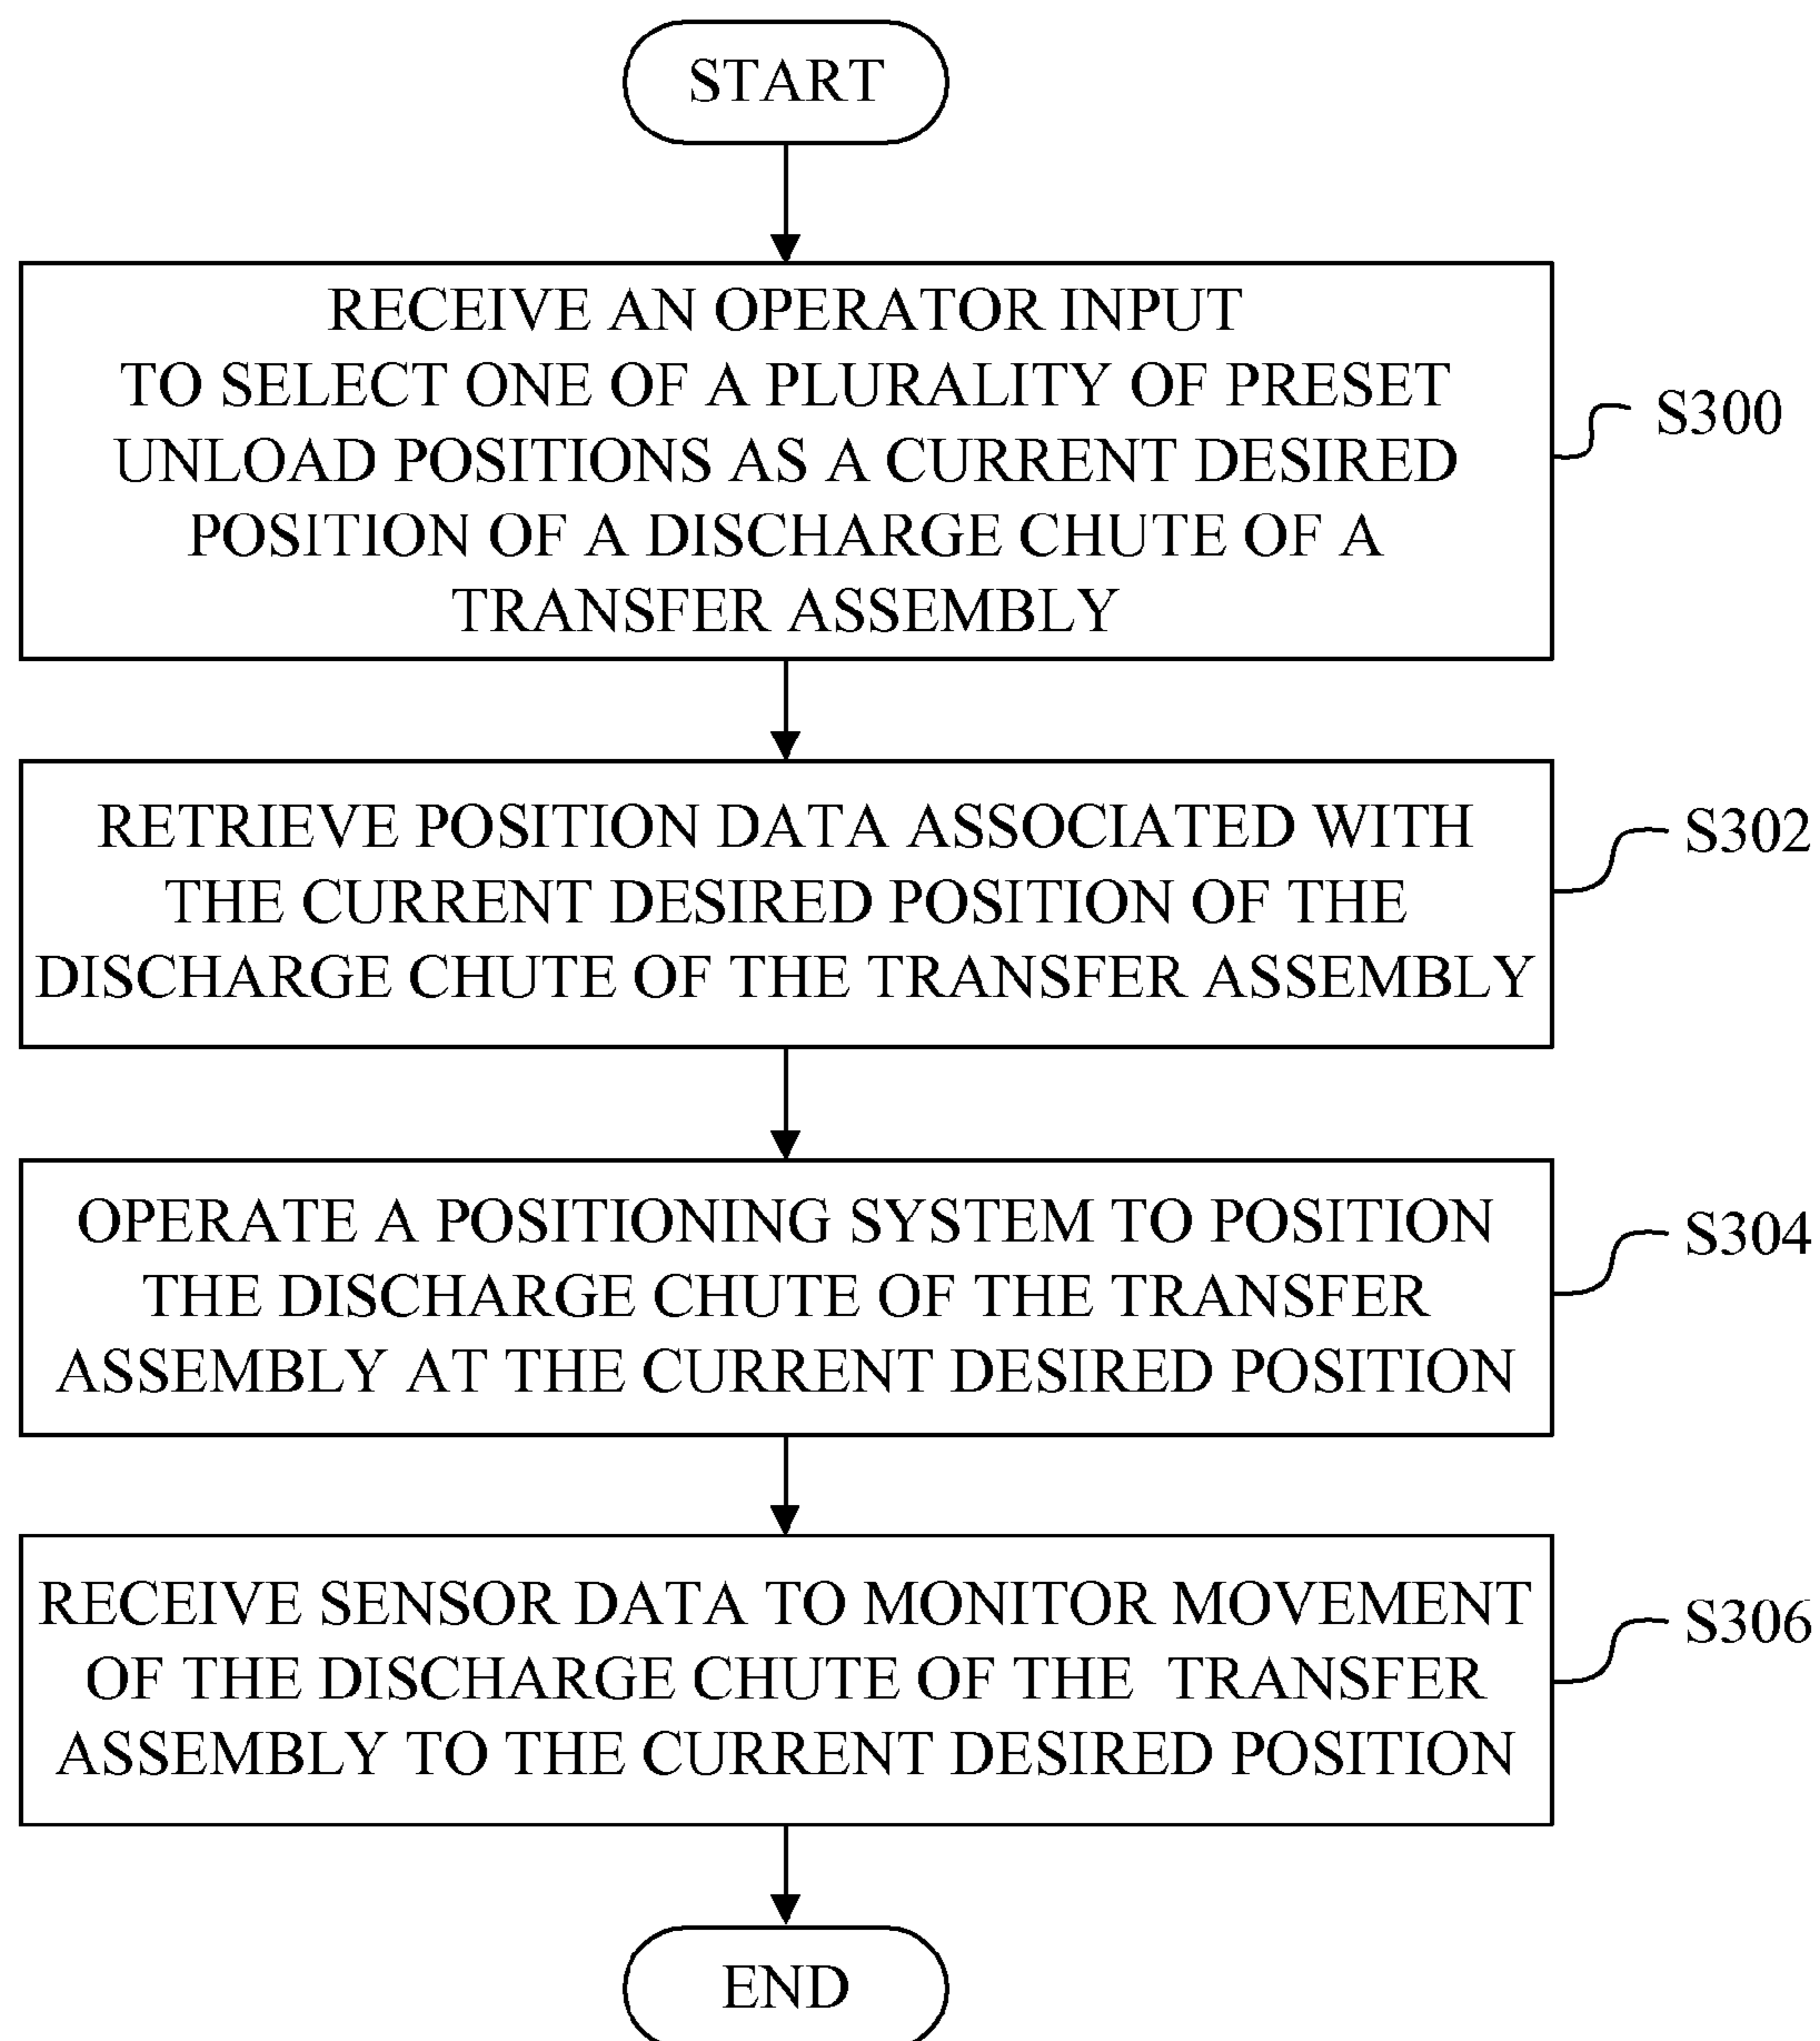 START
RECEIVE AN OPERATOR INPUT
TO SELECT ONE OF A PLURALITY OF PRESET
UNLOAD POSITIONS AS A CURRENT DESIRED
POSITION OF A DISCHARGE CHUTE OF A
TRANSFER ASSEMBLY
S300
RETRIEVE POSITION DATA ASSOCIATED WITH
THE CURRENT DESIRED POSITION OF THE
DISCHARGE CHUTE OF THE TRANSFER ASSEMBLY
S302
OPERATE A POSITIONING SYSTEM TO POSITION
THE DISCHARGE CHUTE OF THE TRANSFER
ASSEMBLY AT THE CURRENT DESIRED POSITION
S304
RECEIVE SENSOR DATA TO MONITOR MOVEMENT
OF THE DISCHARGE CHUTE OF THE TRANSFER
ASSEMBLY TO THE CURRENT DESIRED POSITION
S306
END